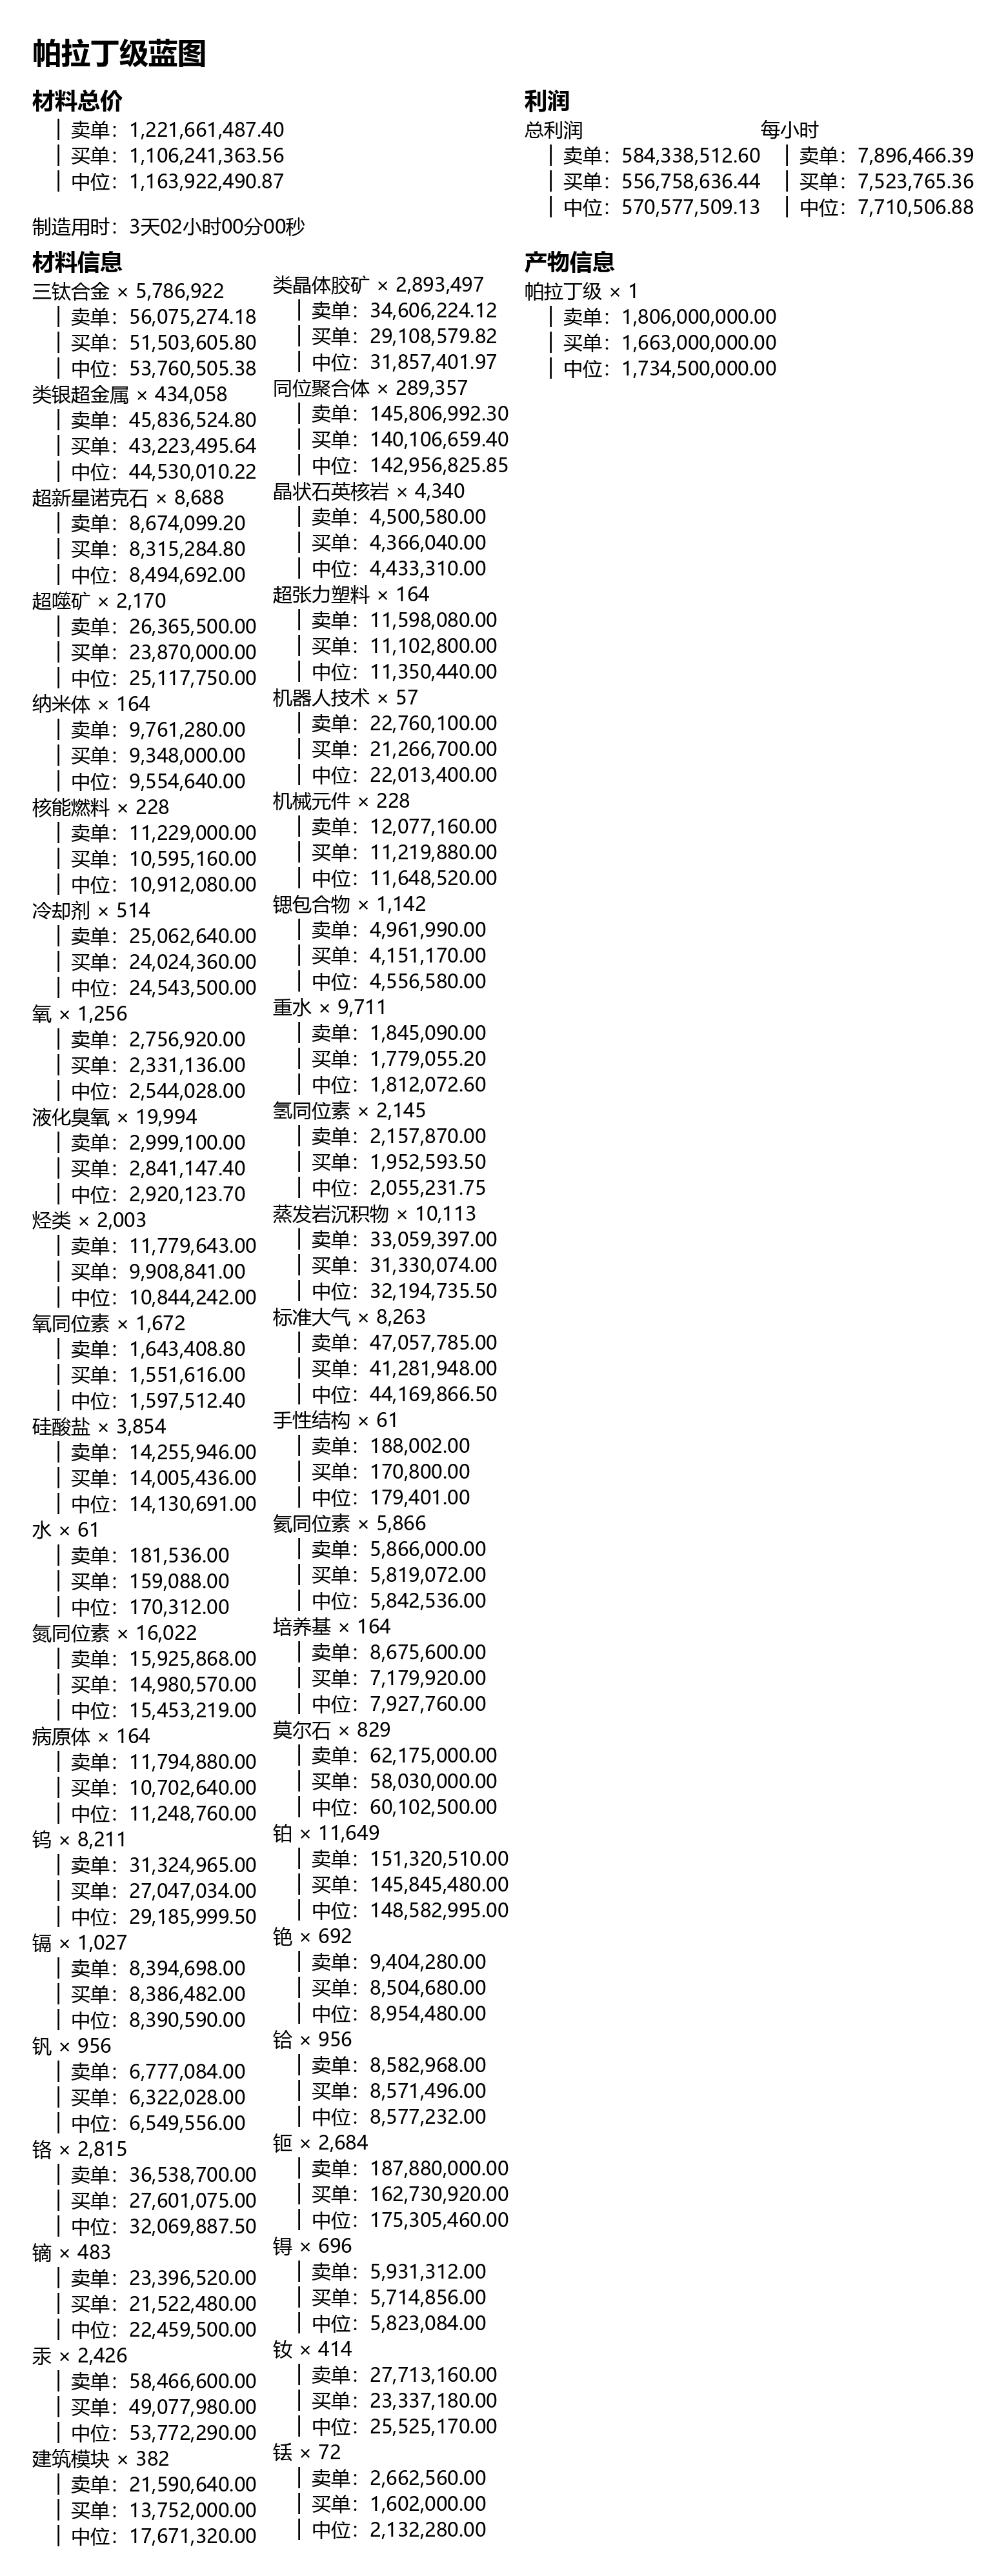 帕拉丁级蓝图
材料总价
卖单：1,221,661,487.40
买单：1,106,241,363.56
中位：1,163,922,490.87
制造用时：3天02小时00分00秒
利润
总利润
卖单：584,338,512.60
买单：556,758,636.44
中位：570,577,509.13
每小时
卖单：7,896,466.39
买单：7,523,765.36
中位：7,710,506.88
材料信息
三钛合金 × 5,786,922
卖单：56,075,274.18
买单：51,503,605.80
中位：53,760,505.38
类银超金属 × 434,058
卖单：45,836,524.80
买单：43,223,495.64
中位：44,530,010.22
超新星诺克石 × 8,688
卖单：8,674,099.20
买单：8,315,284.80
中位：8,494,692.00
超噬矿 × 2,170
卖单：26,365,500.00
买单：23,870,000.00
中位：25,117,750.00
纳米体 × 164
卖单：9,761,280.00
买单：9,348,000.00
中位：9,554,640.00
核能燃料 × 228
卖单：11,229,000.00
买单：10,595,160.00
中位：10,912,080.00
冷却剂 × 514
卖单：25,062,640.00
买单：24,024,360.00
中位：24,543,500.00
氧 × 1,256
卖单：2,756,920.00
买单：2,331,136.00
中位：2,544,028.00
液化臭氧 × 19,994
卖单：2,999,100.00
买单：2,841,147.40
中位：2,920,123.70
烃类 × 2,003
卖单：11,779,643.00
买单：9,908,841.00
中位：10,844,242.00
氧同位素 × 1,672
卖单：1,643,408.80
买单：1,551,616.00
中位：1,597,512.40
硅酸盐 × 3,854
卖单：14,255,946.00
买单：14,005,436.00
中位：14,130,691.00
水 × 61
卖单：181,536.00
买单：159,088.00
中位：170,312.00
氮同位素 × 16,022
卖单：15,925,868.00
买单：14,980,570.00
中位：15,453,219.00
病原体 × 164
卖单：11,794,880.00
买单：10,702,640.00
中位：11,248,760.00
钨 × 8,211
卖单：31,324,965.00
买单：27,047,034.00
中位：29,185,999.50
镉 × 1,027
卖单：8,394,698.00
买单：8,386,482.00
中位：8,390,590.00
钒 × 956
卖单：6,777,084.00
买单：6,322,028.00
中位：6,549,556.00
铬 × 2,815
卖单：36,538,700.00
买单：27,601,075.00
中位：32,069,887.50
镝 × 483
卖单：23,396,520.00
买单：21,522,480.00
中位：22,459,500.00
汞 × 2,426
卖单：58,466,600.00
买单：49,077,980.00
中位：53,772,290.00
建筑模块 × 382
卖单：21,590,640.00
买单：13,752,000.00
中位：17,671,320.00
类晶体胶矿 × 2,893,497
卖单：34,606,224.12
买单：29,108,579.82
中位：31,857,401.97
同位聚合体 × 289,357
卖单：145,806,992.30
买单：140,106,659.40
中位：142,956,825.85
晶状石英核岩 × 4,340
卖单：4,500,580.00
买单：4,366,040.00
中位：4,433,310.00
超张力塑料 × 164
卖单：11,598,080.00
买单：11,102,800.00
中位：11,350,440.00
机器人技术 × 57
卖单：22,760,100.00
买单：21,266,700.00
中位：22,013,400.00
机械元件 × 228
卖单：12,077,160.00
买单：11,219,880.00
中位：11,648,520.00
锶包合物 × 1,142
卖单：4,961,990.00
买单：4,151,170.00
中位：4,556,580.00
重水 × 9,711
卖单：1,845,090.00
买单：1,779,055.20
中位：1,812,072.60
氢同位素 × 2,145
卖单：2,157,870.00
买单：1,952,593.50
中位：2,055,231.75
蒸发岩沉积物 × 10,113
卖单：33,059,397.00
买单：31,330,074.00
中位：32,194,735.50
标准大气 × 8,263
卖单：47,057,785.00
买单：41,281,948.00
中位：44,169,866.50
手性结构 × 61
卖单：188,002.00
买单：170,800.00
中位：179,401.00
氦同位素 × 5,866
卖单：5,866,000.00
买单：5,819,072.00
中位：5,842,536.00
培养基 × 164
卖单：8,675,600.00
买单：7,179,920.00
中位：7,927,760.00
莫尔石 × 829
卖单：62,175,000.00
买单：58,030,000.00
中位：60,102,500.00
铂 × 11,649
卖单：151,320,510.00
买单：145,845,480.00
中位：148,582,995.00
铯 × 692
卖单：9,404,280.00
买单：8,504,680.00
中位：8,954,480.00
铪 × 956
卖单：8,582,968.00
买单：8,571,496.00
中位：8,577,232.00
钷 × 2,684
卖单：187,880,000.00
买单：162,730,920.00
中位：175,305,460.00
锝 × 696
卖单：5,931,312.00
买单：5,714,856.00
中位：5,823,084.00
钕 × 414
卖单：27,713,160.00
买单：23,337,180.00
中位：25,525,170.00
铥 × 72
卖单：2,662,560.00
买单：1,602,000.00
中位：2,132,280.00
产物信息
帕拉丁级 × 1
卖单：1,806,000,000.00
买单：1,663,000,000.00
中位：1,734,500,000.00